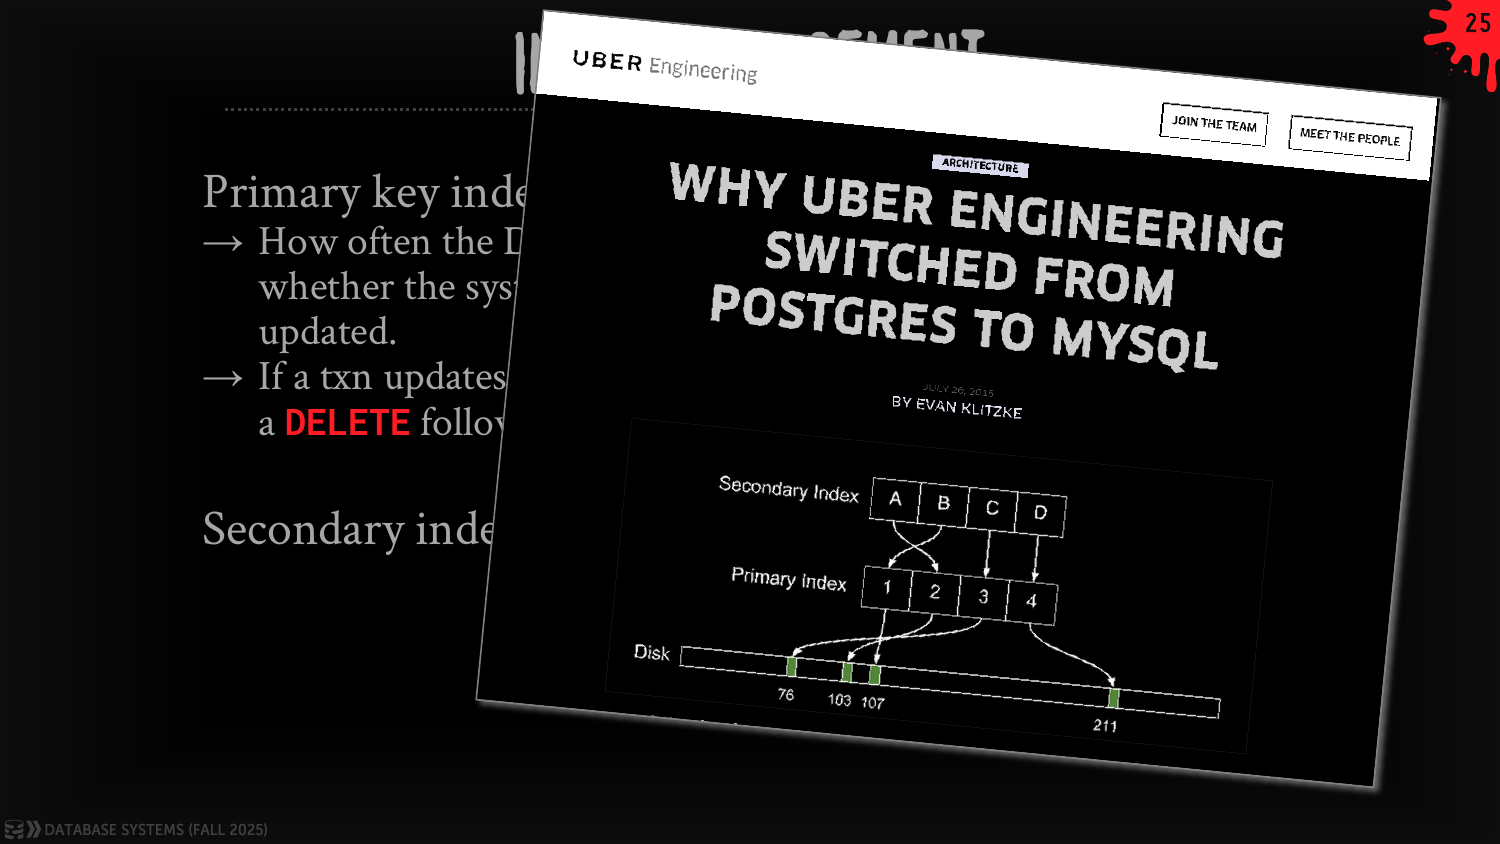 25
Primary key inde
→ How often the D
whether the syst
updated.
→ If a txn updates
a DELETE follow
Secondary inde
UBER Engineering
JOIN THE TEAM
MEET THE PEOPLE
ARCHITECTURE
WHY UBER ENGINEERING
SWITCHED FROM
POSTGRES TO MYSQL
JULY 26, 2016
BY EVAN KLITZKE
Secondary Index A B C D
Primary Index 1 2 3 4
Disk
76 103 107 211
DATABASE SYSTEMS (FALL 2025)